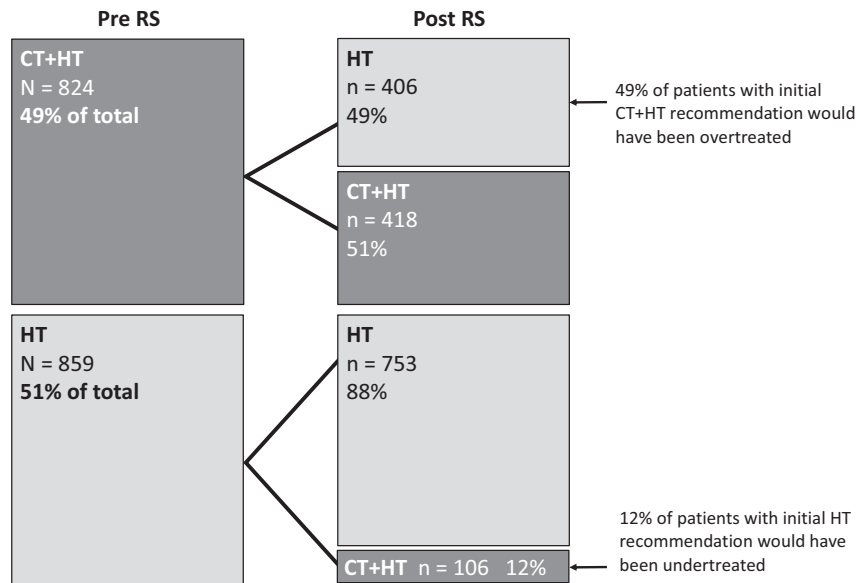 Pre RS
Post RS
CT+HT
N = 824
49% of total
HT
n = 406
49%
49% of patients with initial
CT+HT recommendation would
have been overtreated
CT+HT
n = 418
51%
HT
N = 859
51% of total
HT
n = 753
88%
CT+HT n = 106 12%
12% of patients with initial HT
recommendation would have
been undertreated